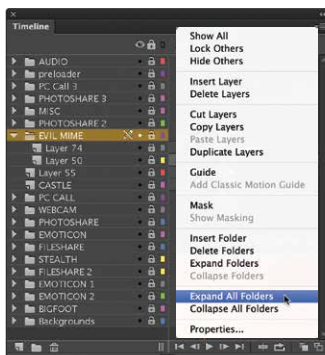 Timeline
AUDIO
preloader
PC Call 3
PHOTOSHARE 3
MISC
PHOTOSHARE 2
EVIL MIME
Layer 74
Layer 50
Layer 55
CASTLE
PC CALL
WEBCAM
PHOTOSHARE
EMOTICON
FILESHARE
STEALTH
FILESHARE 2
EMOTICON 1
EMOTICON 2
BIGFOOT
Backgrounds
Show All
Lock Others
Hide Others
Insert Layer
Delete Layers
Cut Layers
Copy Layers
Paste Layers
Duplicate Layers
Guide
Add Classic Motion Guide
Mask
Show Masking
Insert Folder
Delete Folders
Expand Folders
Collapse Folders
Expand All Folders
Collapse All Folders
Properties...